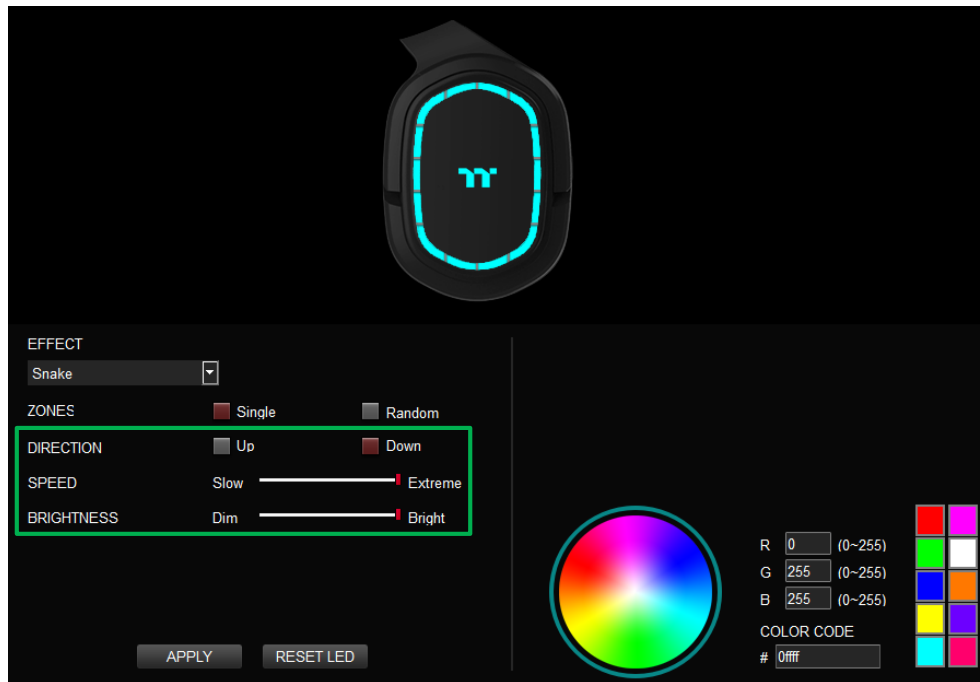 EFFECT
Snake
ZONES Single Random
DIRECTION Up Down
SPEED Slow Extreme
BRIGHTNESS Dim Bright
APPLY RESET LED
R 0 (0~255)
G 255 (0~255)
B 255 (0~255)
COLOR CODE
# 0ffff